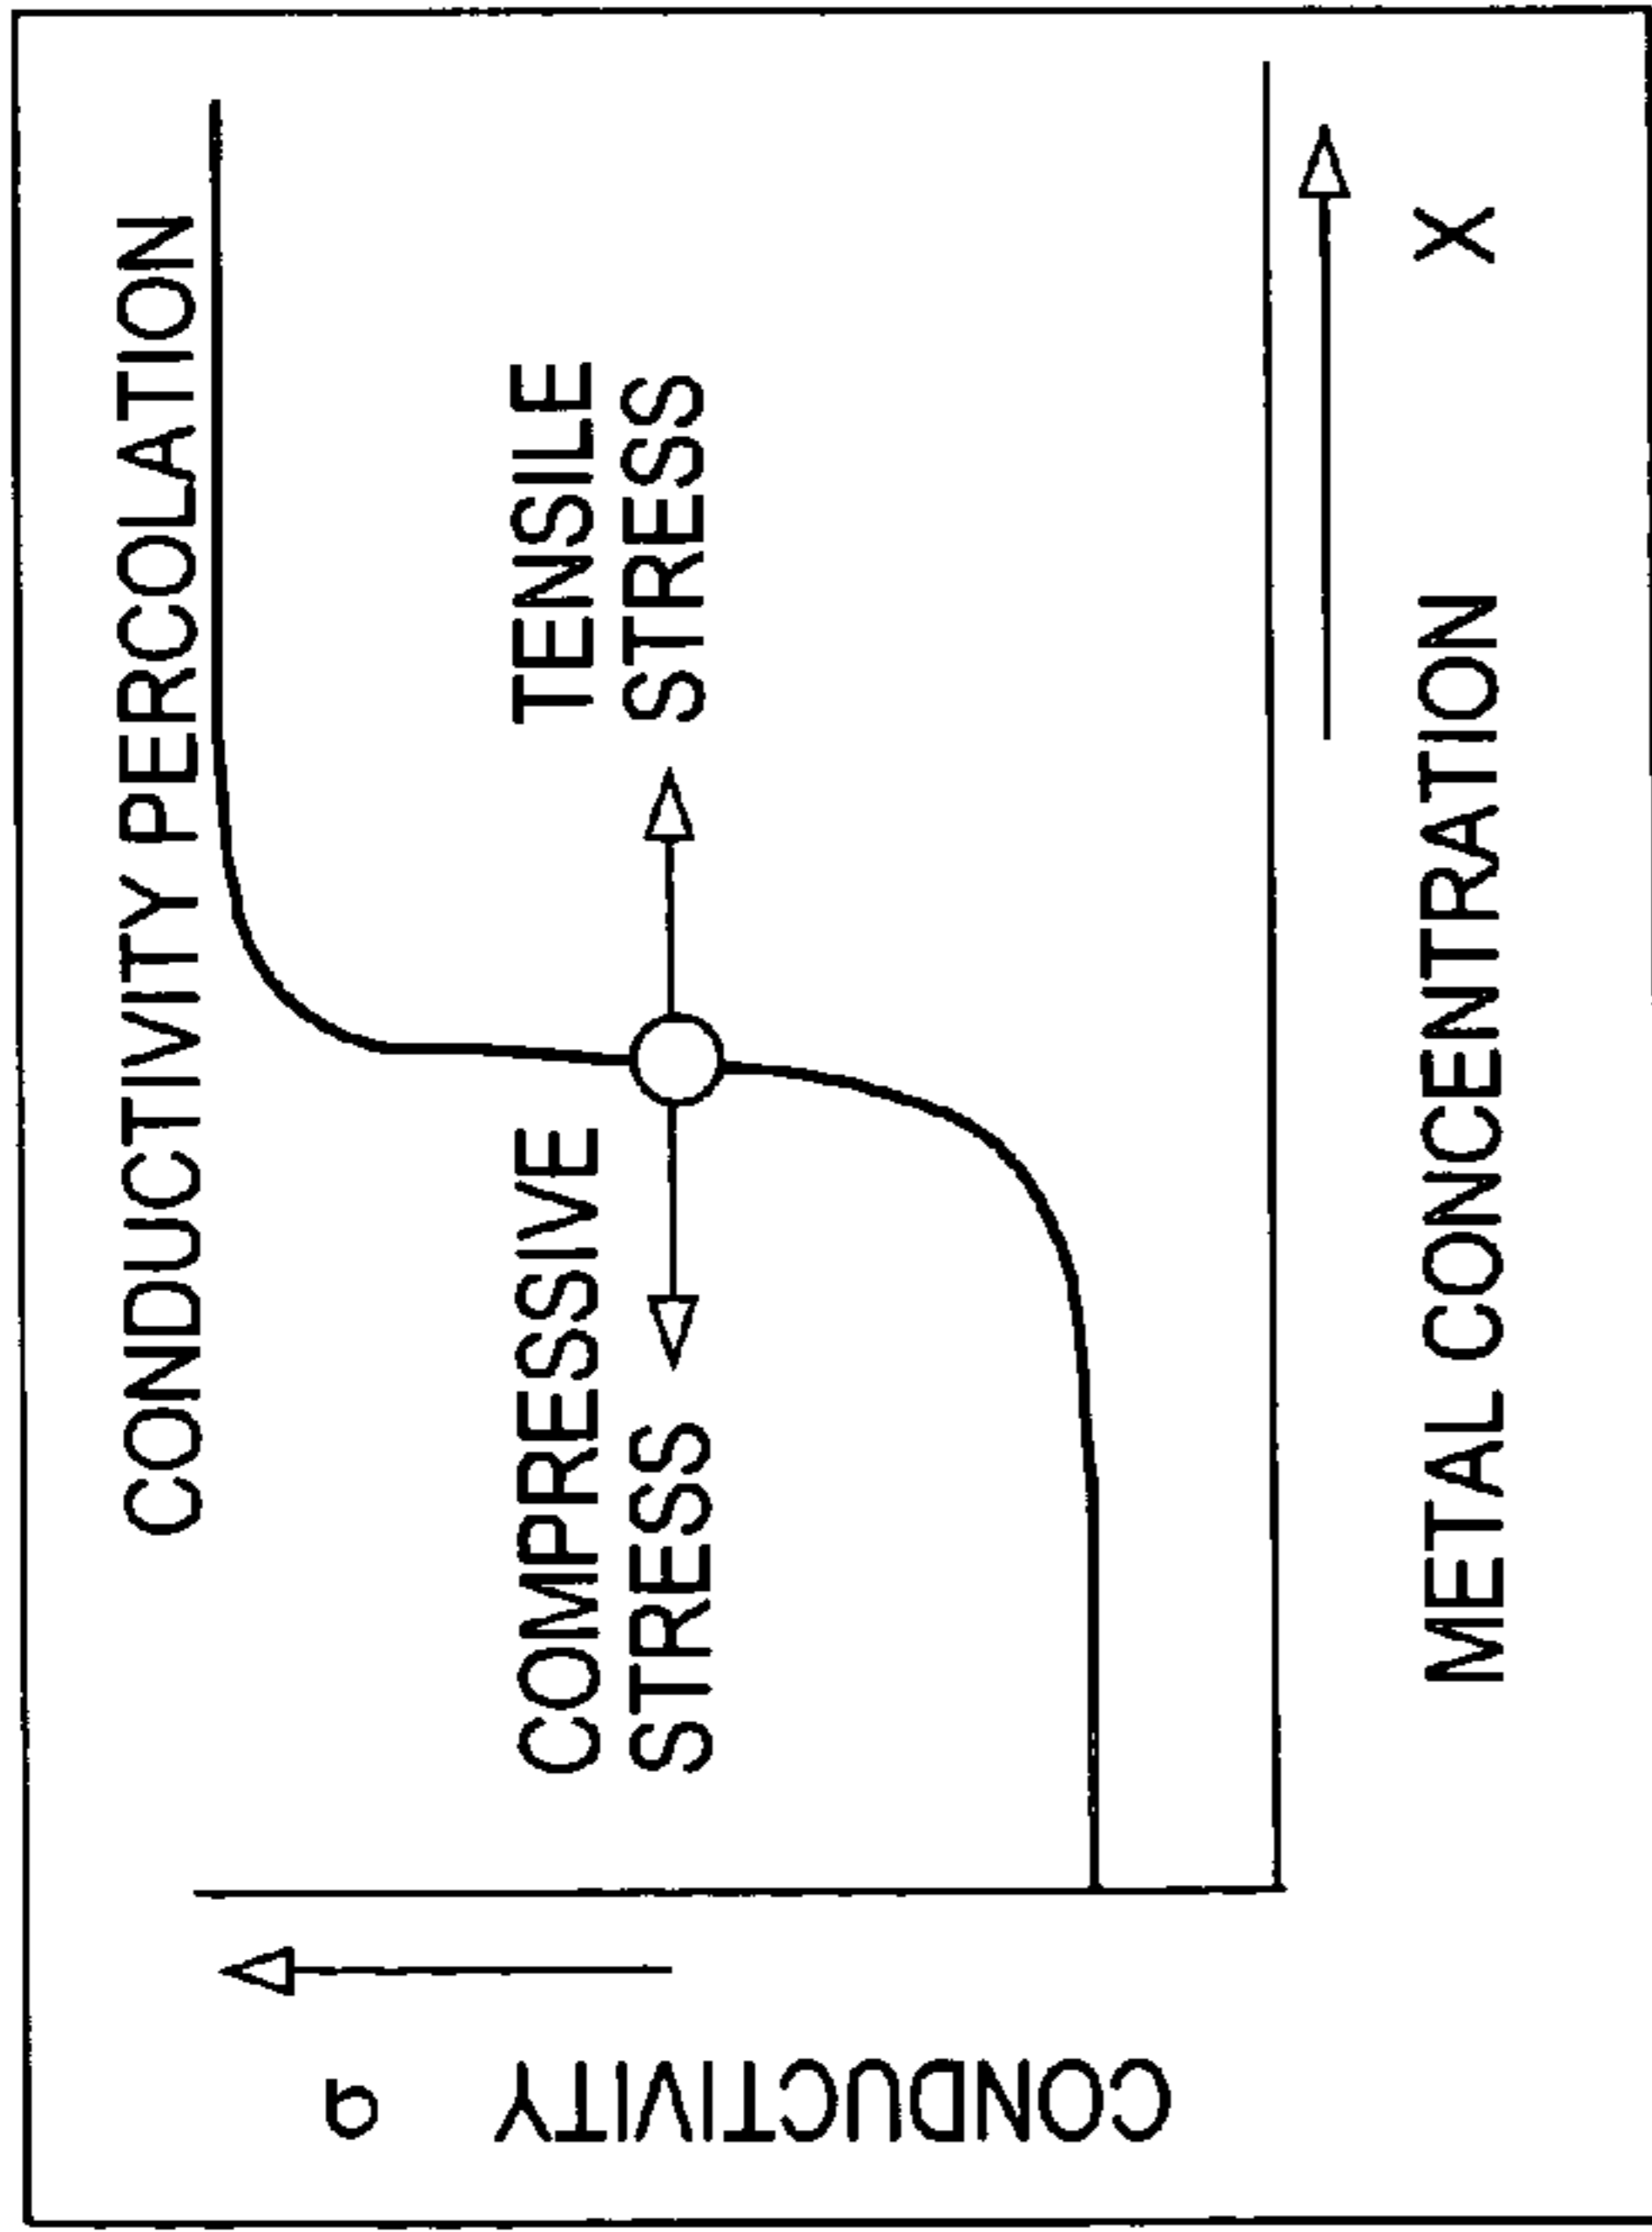 CONDUCTIVITY PERCOLATION
COMPRESSIVE
STRESS
TENSILE
STRESS
σ
CONDUCTIVITY
METAL CONCENTRATION X